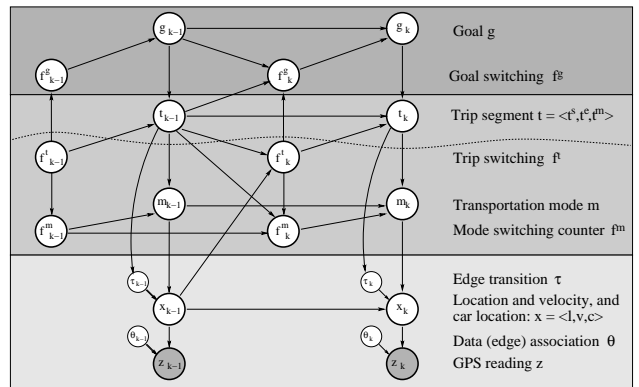 g k−1 g k Goal g
f g k−1 f g k Goal switching f g
t k−1 t k Trip segment t = <t s,t e,t m>
f t k−1 f t k Trip switching f t
m k−1 m k Transportation mode m
f m k−1 f m k Mode switching counter f m
τ k−1 τ k Edge transition τ
x k−1 x k Location and velocity, and
car location: x = <l,v,c>
θ k−1 θ k Data (edge) association θ
z k−1 z k GPS reading z